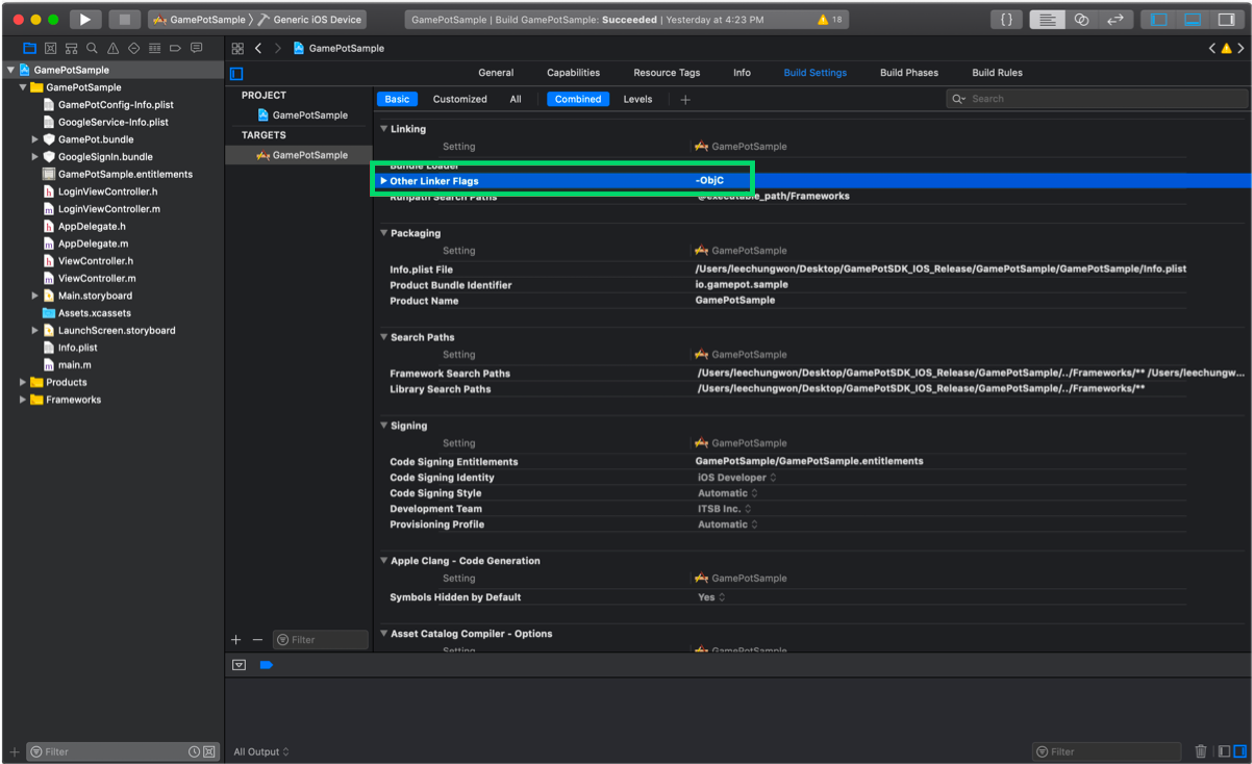 GamePotSample 〉 Generic iOS Device
GamePotSample | Build GamePotSample: Succeeded | Yesterday at 4:23 PM
18
{ }
GamePotSample
GamePotSample
GamePotSample
GamePotConfig-Info.plist
GoogleService-Info.plist
GamePot.bundle
GoogleSignIn.bundle
GamePotSample.entitlements
LoginViewController.h
LoginViewController.m
AppDelegate.h
AppDelegate.m
ViewController.h
ViewController.m
Main.storyboard
Assets.xcassets
LaunchScreen.storyboard
Info.plist
main.m
Products
Frameworks
Filter
General Capabilities Resource Tags Info Build Settings Build Phases Build Rules
PROJECT
GamePotSample
TARGETS
GamePotSample
Filter
Basic Customized All Combined Levels + Search
Linking
Setting GamePotSample
Bundle Loader
Other Linker Flags -ObjC
Runpath Search Paths @executable_path/Frameworks
Packaging
Setting GamePotSample
Info.plist File /Users/leechungwon/Desktop/GamePotSDK_IOS_Release/GamePotSample/GamePotSample/Info.plist
Product Bundle Identifier io.gamepot.sample
Product Name GamePotSample
Search Paths
Setting GamePotSample
Framework Search Paths /Users/leechungwon/Desktop/GamePotSDK_IOS_Release/GamePotSample/../Frameworks/** /Users/leechungw...
Library Search Paths /Users/leechungwon/Desktop/GamePotSDK_IOS_Release/GamePotSample/../Frameworks/**
Signing
Setting GamePotSample
Code Signing Entitlements GamePotSample/GamePotSample.entitlements
Code Signing Identity iOS Developer
Code Signing Style Automatic
Development Team ITSB Inc.
Provisioning Profile Automatic
Apple Clang - Code Generation
Setting GamePotSample
Symbols Hidden by Default Yes
Asset Catalog Compiler - Options
Setting GamePotSample
All Output
Filter